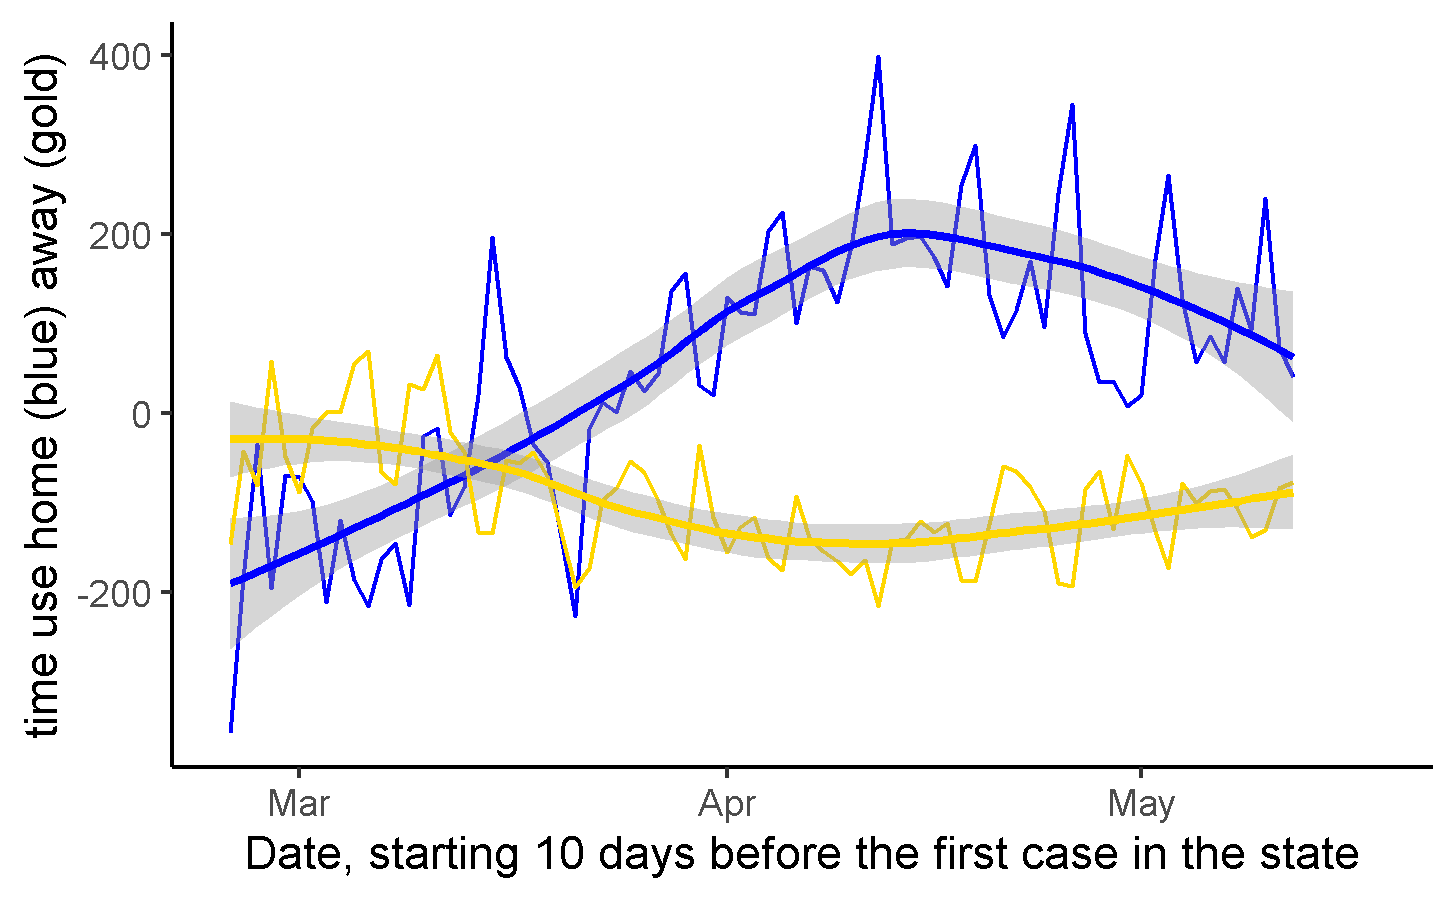 time use home (blue) away (gold)
400
200
0
-200
Mar
Apr
May
Date, starting 10 days before the first case in the state